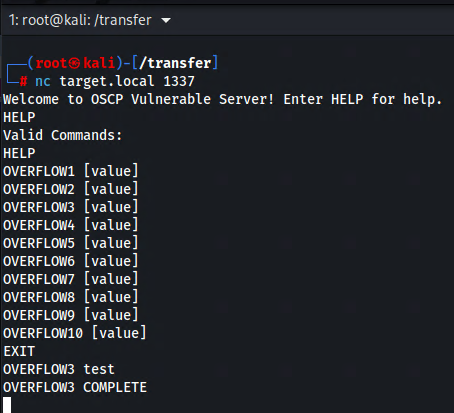 1: root@kali: /transfer
(root㉿kali)-[/transfer]
# nc target.local 1337
Welcome to OSCP Vulnerable Server! Enter HELP for help.
HELP
Valid Commands:
HELP
OVERFLOW1 [value]
OVERFLOW2 [value]
OVERFLOW3 [value]
OVERFLOW4 [value]
OVERFLOW5 [value]
OVERFLOW6 [value]
OVERFLOW7 [value]
OVERFLOW8 [value]
OVERFLOW9 [value]
OVERFLOW10 [value]
EXIT
OVERFLOW3 test
OVERFLOW3 COMPLETE